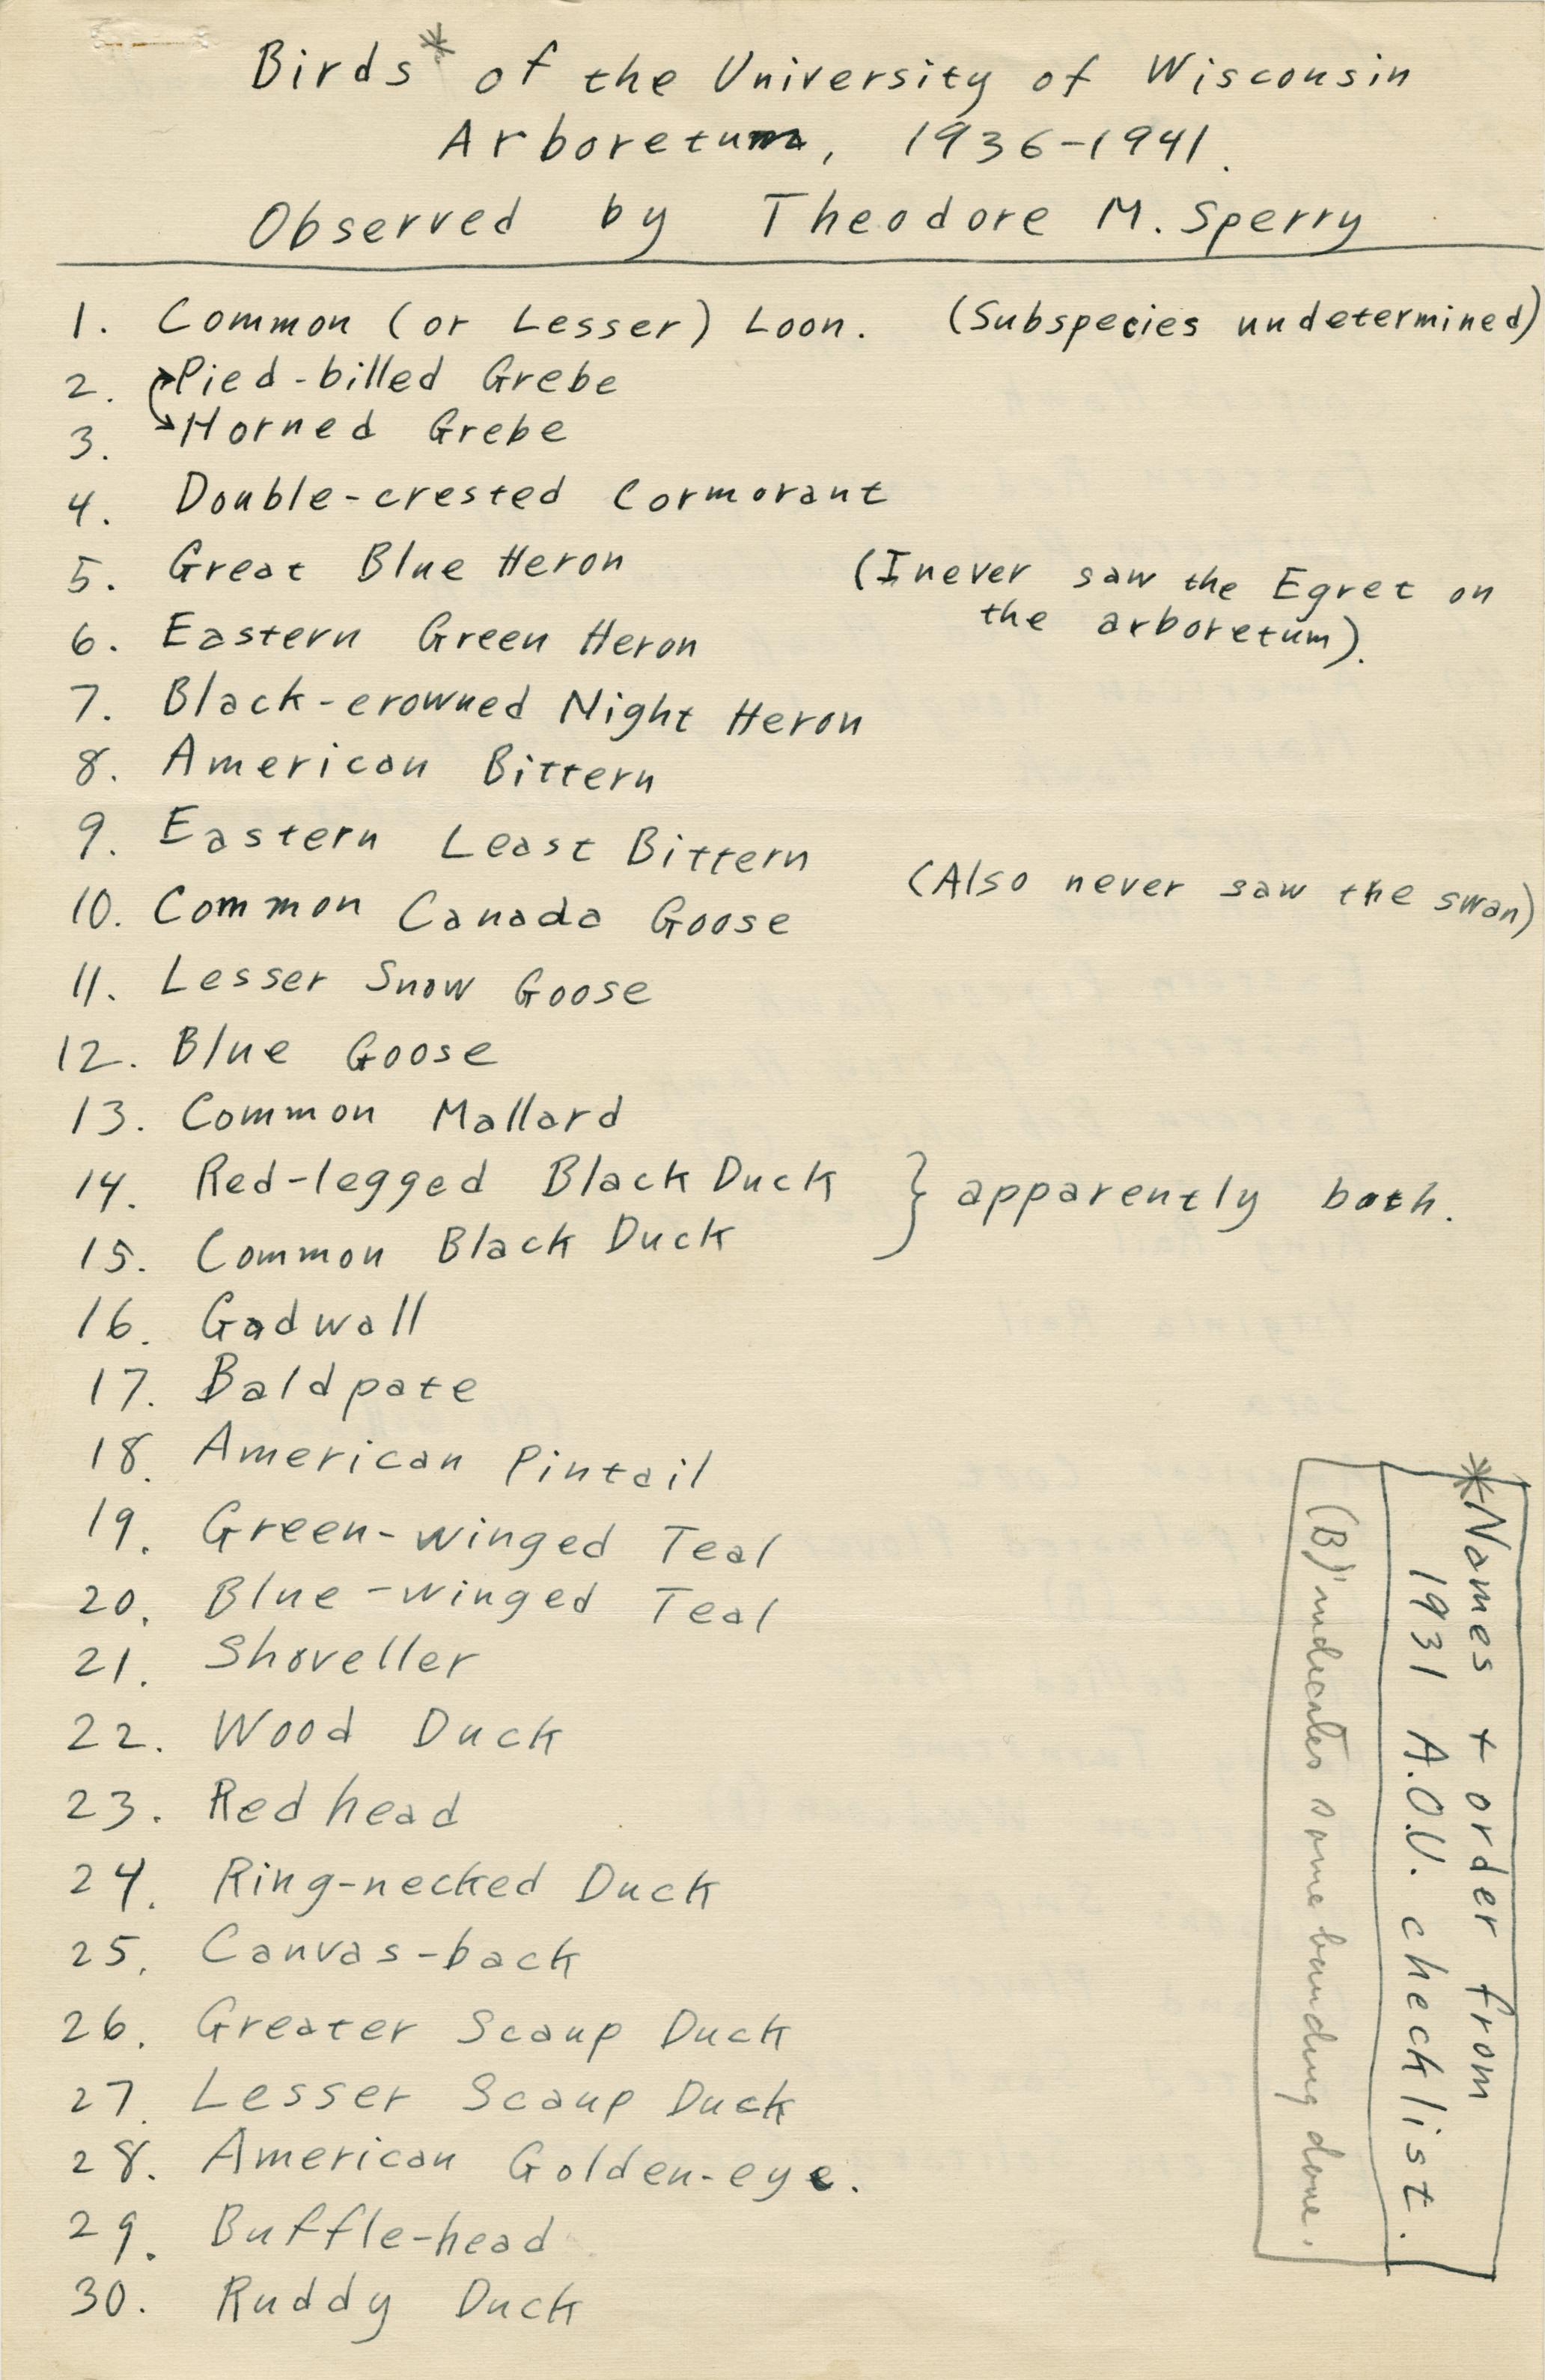 Birds* of the University of Wisconsin
Arboretum, 1936-1941.
Observed by Theodore M. Sperry
1. Common (or Lesser) Loon. (Subspecies undetermined)
2. Pied-billed Grebe
3. Horned Grebe
4. Double-crested Cormorant
5. Great Blue Heron (I never saw the Egret on
the arboretum).
6. Eastern Green Heron
7. Black-crowned Night Heron
8. American Bittern
9. Eastern Least Bittern
10. Common Canada Goose (Also never saw the swan)
11. Lesser Snow Goose
12. Blue Goose
13. Common Mallard
14. Red-legged Black Duck } apparently both.
15. Common Black Duck
16. Gadwall
17. Baldpate
18. American Pintail
19. Green-winged Teal
20. Blue-winged Teal
21. Shoveller
22. Wood Duck
23. Redhead
24. Ring-necked Duck
25. Canvas-back
26. Greater Scaup Duck
27. Lesser Scaup Duck
28. American Golden-eye.
29. Buffle-head
30. Ruddy Duck
*Names + order from
1931 A.O.U. checklist.
(B) indicates some banding done.